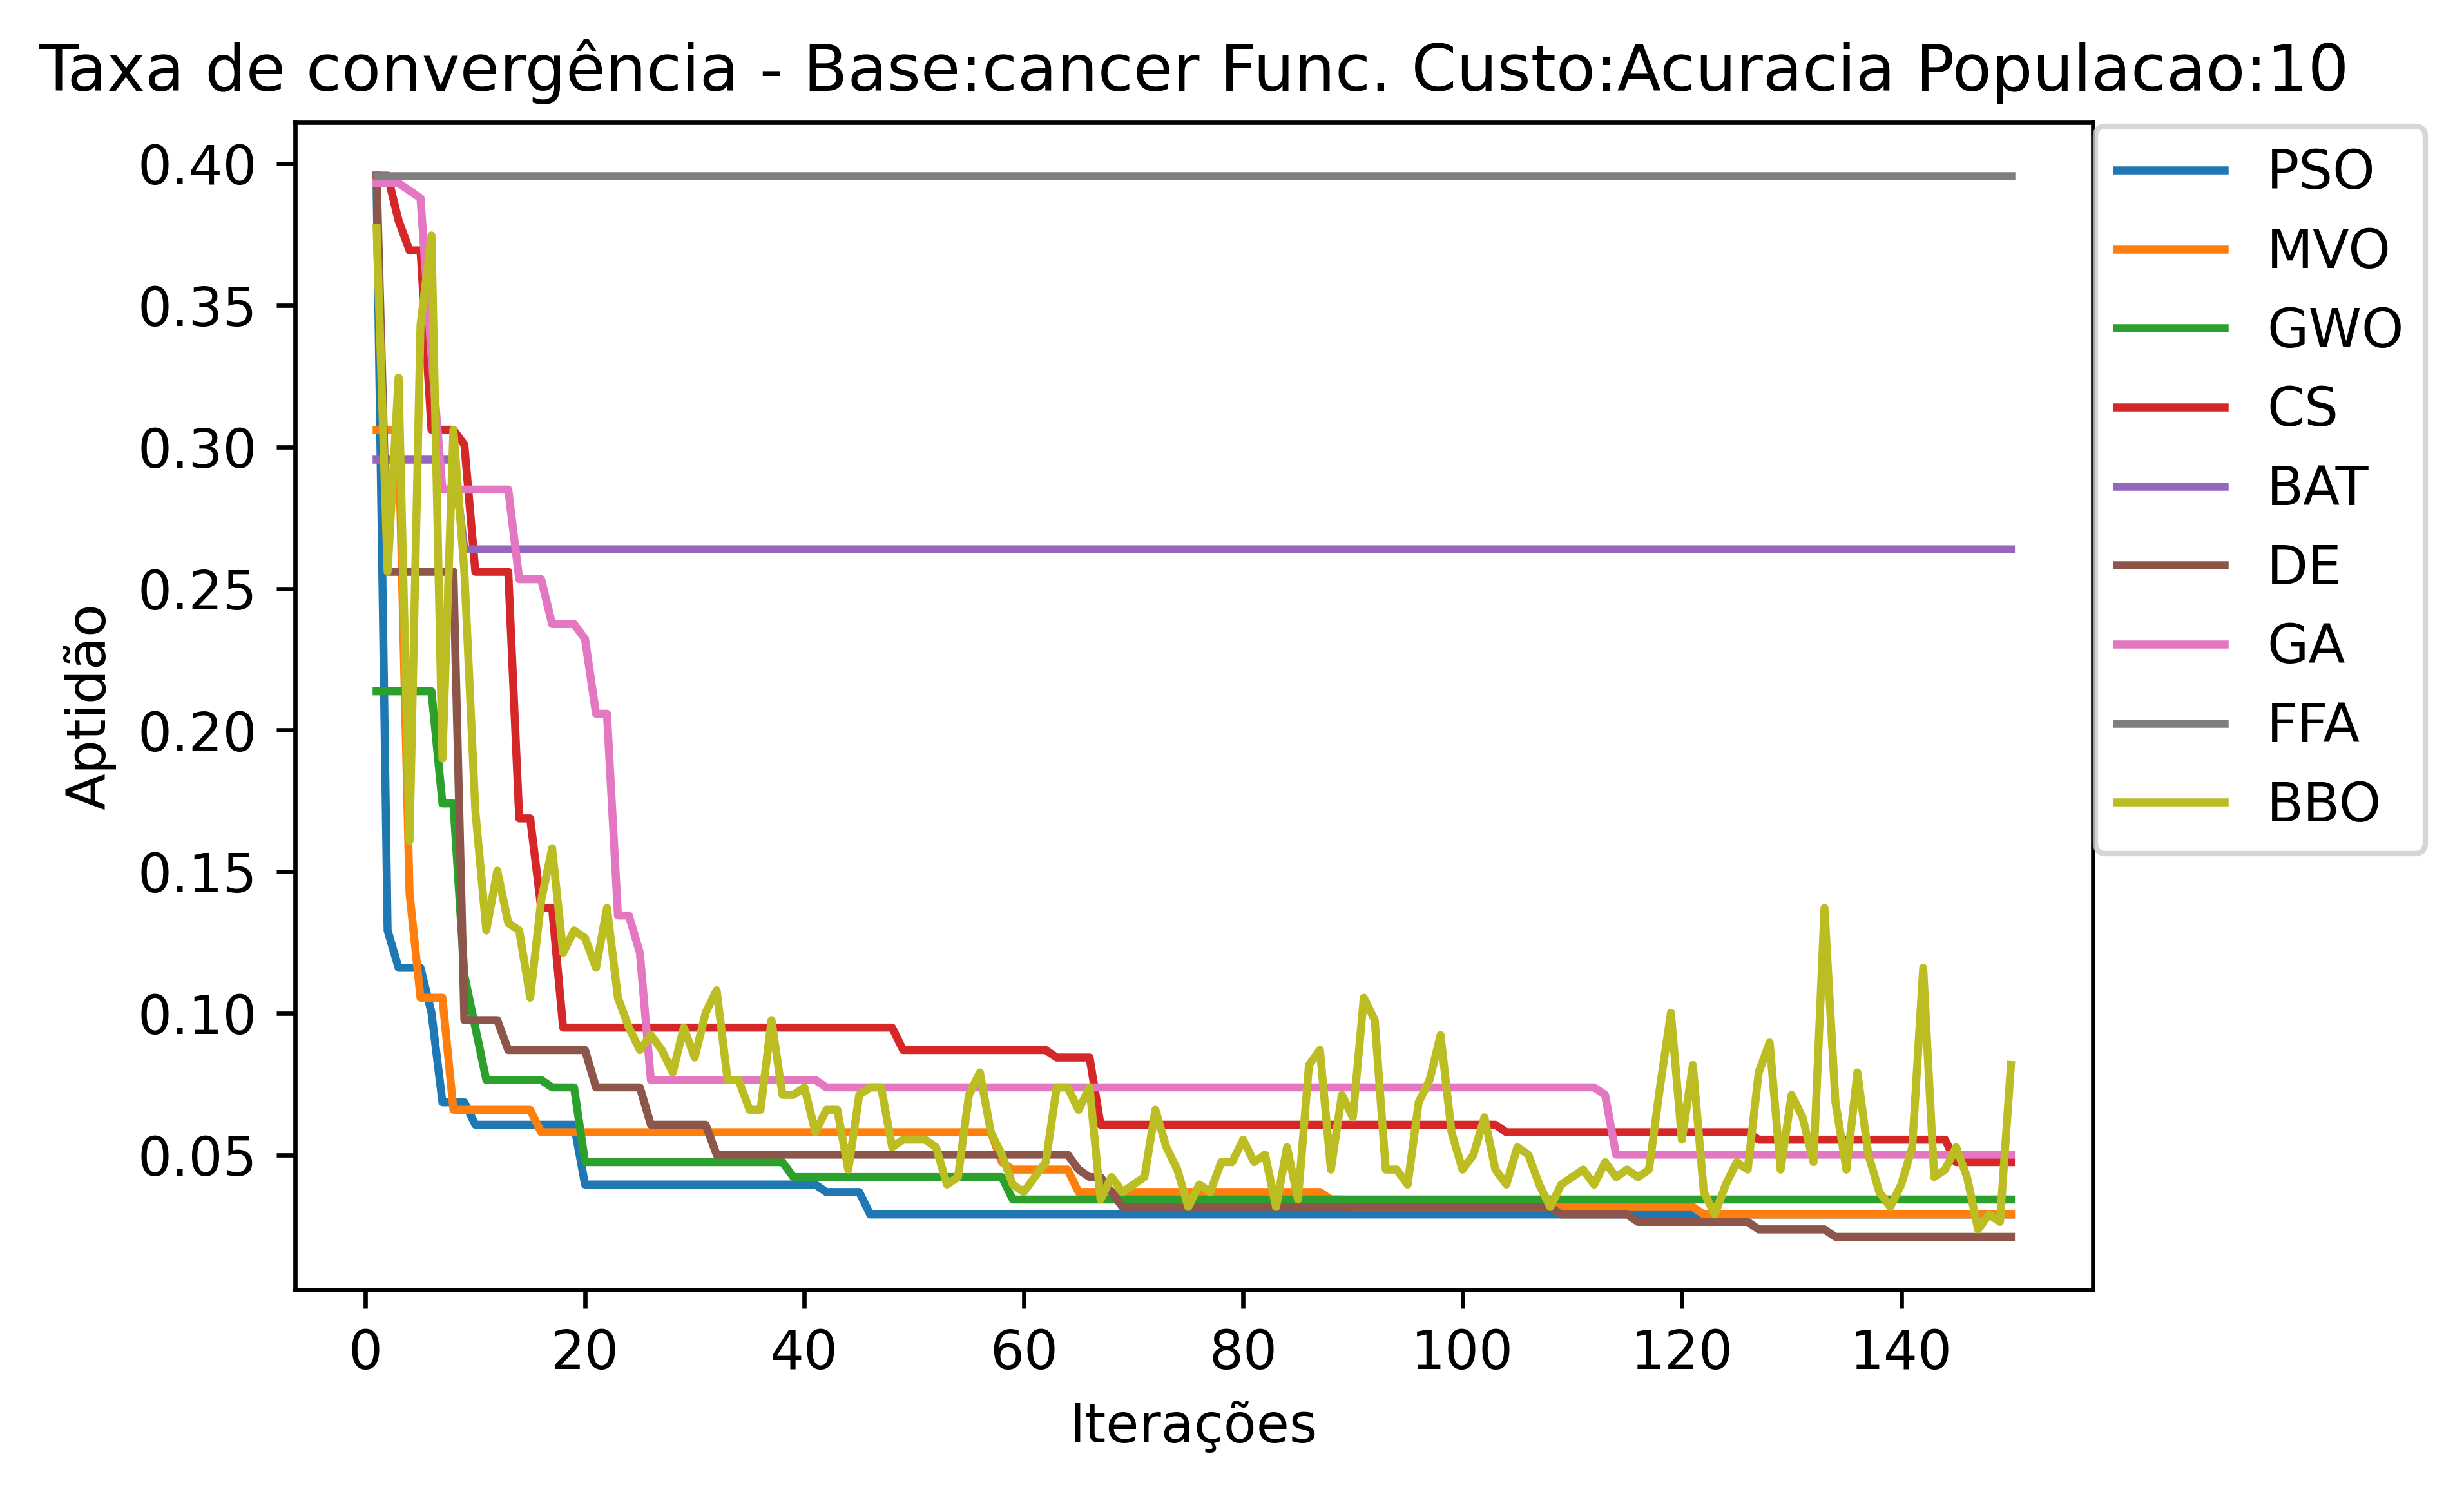 Taxa de convergência - Base:cancer Func. Custo:Acuracia Populacao:10
0.40
0.35
0.30
0.25
0.20
0.15
0.10
0.05
Aptidão
0 20 40 60 80 100 120 140
Iterações
PSO
MVO
GWO
CS
BAT
DE
GA
FFA
BBO